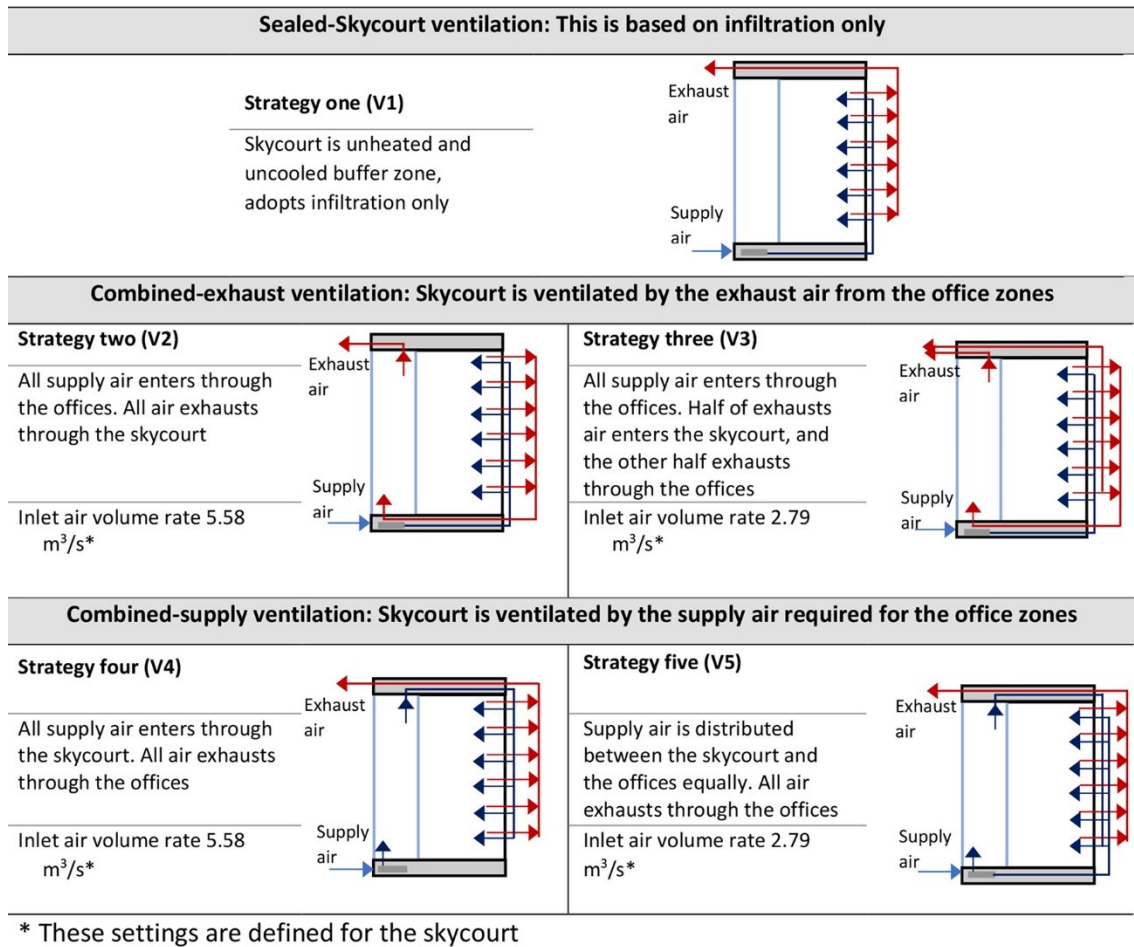 Sealed-Skycourt ventilation: This is based on infiltration only
Strategy one (V1)
Skycourt is unheated and
uncooled buffer zone,
adopts infiltration only
Exhaust
air
Supply
air
Combined-exhaust ventilation: Skycourt is ventilated by the exhaust air from the office zones
Strategy two (V2)
All supply air enters through
the offices. All air exhausts
through the skycourt
Inlet air volume rate 5.58
m³/s*
Exhaust
air
Supply
air
Strategy three (V3)
All supply air enters through
the offices. Half of exhausts
air enters the skycourt, and
the other half exhausts
through the offices
Inlet air volume rate 2.79
m³/s*
Exhaust
air
Supply
air
Combined-supply ventilation: Skycourt is ventilated by the supply air required for the office zones
Strategy four (V4)
All supply air enters through
the skycourt. All air exhausts
through the offices
Inlet air volume rate 5.58
m³/s*
Exhaust
air
Supply
air
Strategy five (V5)
Supply air is distributed
between the skycourt and
the offices equally. All air
exhausts through the offices
Inlet air volume rate 2.79
m³/s*
Exhaust
air
Supply
air
* These settings are defined for the skycourt